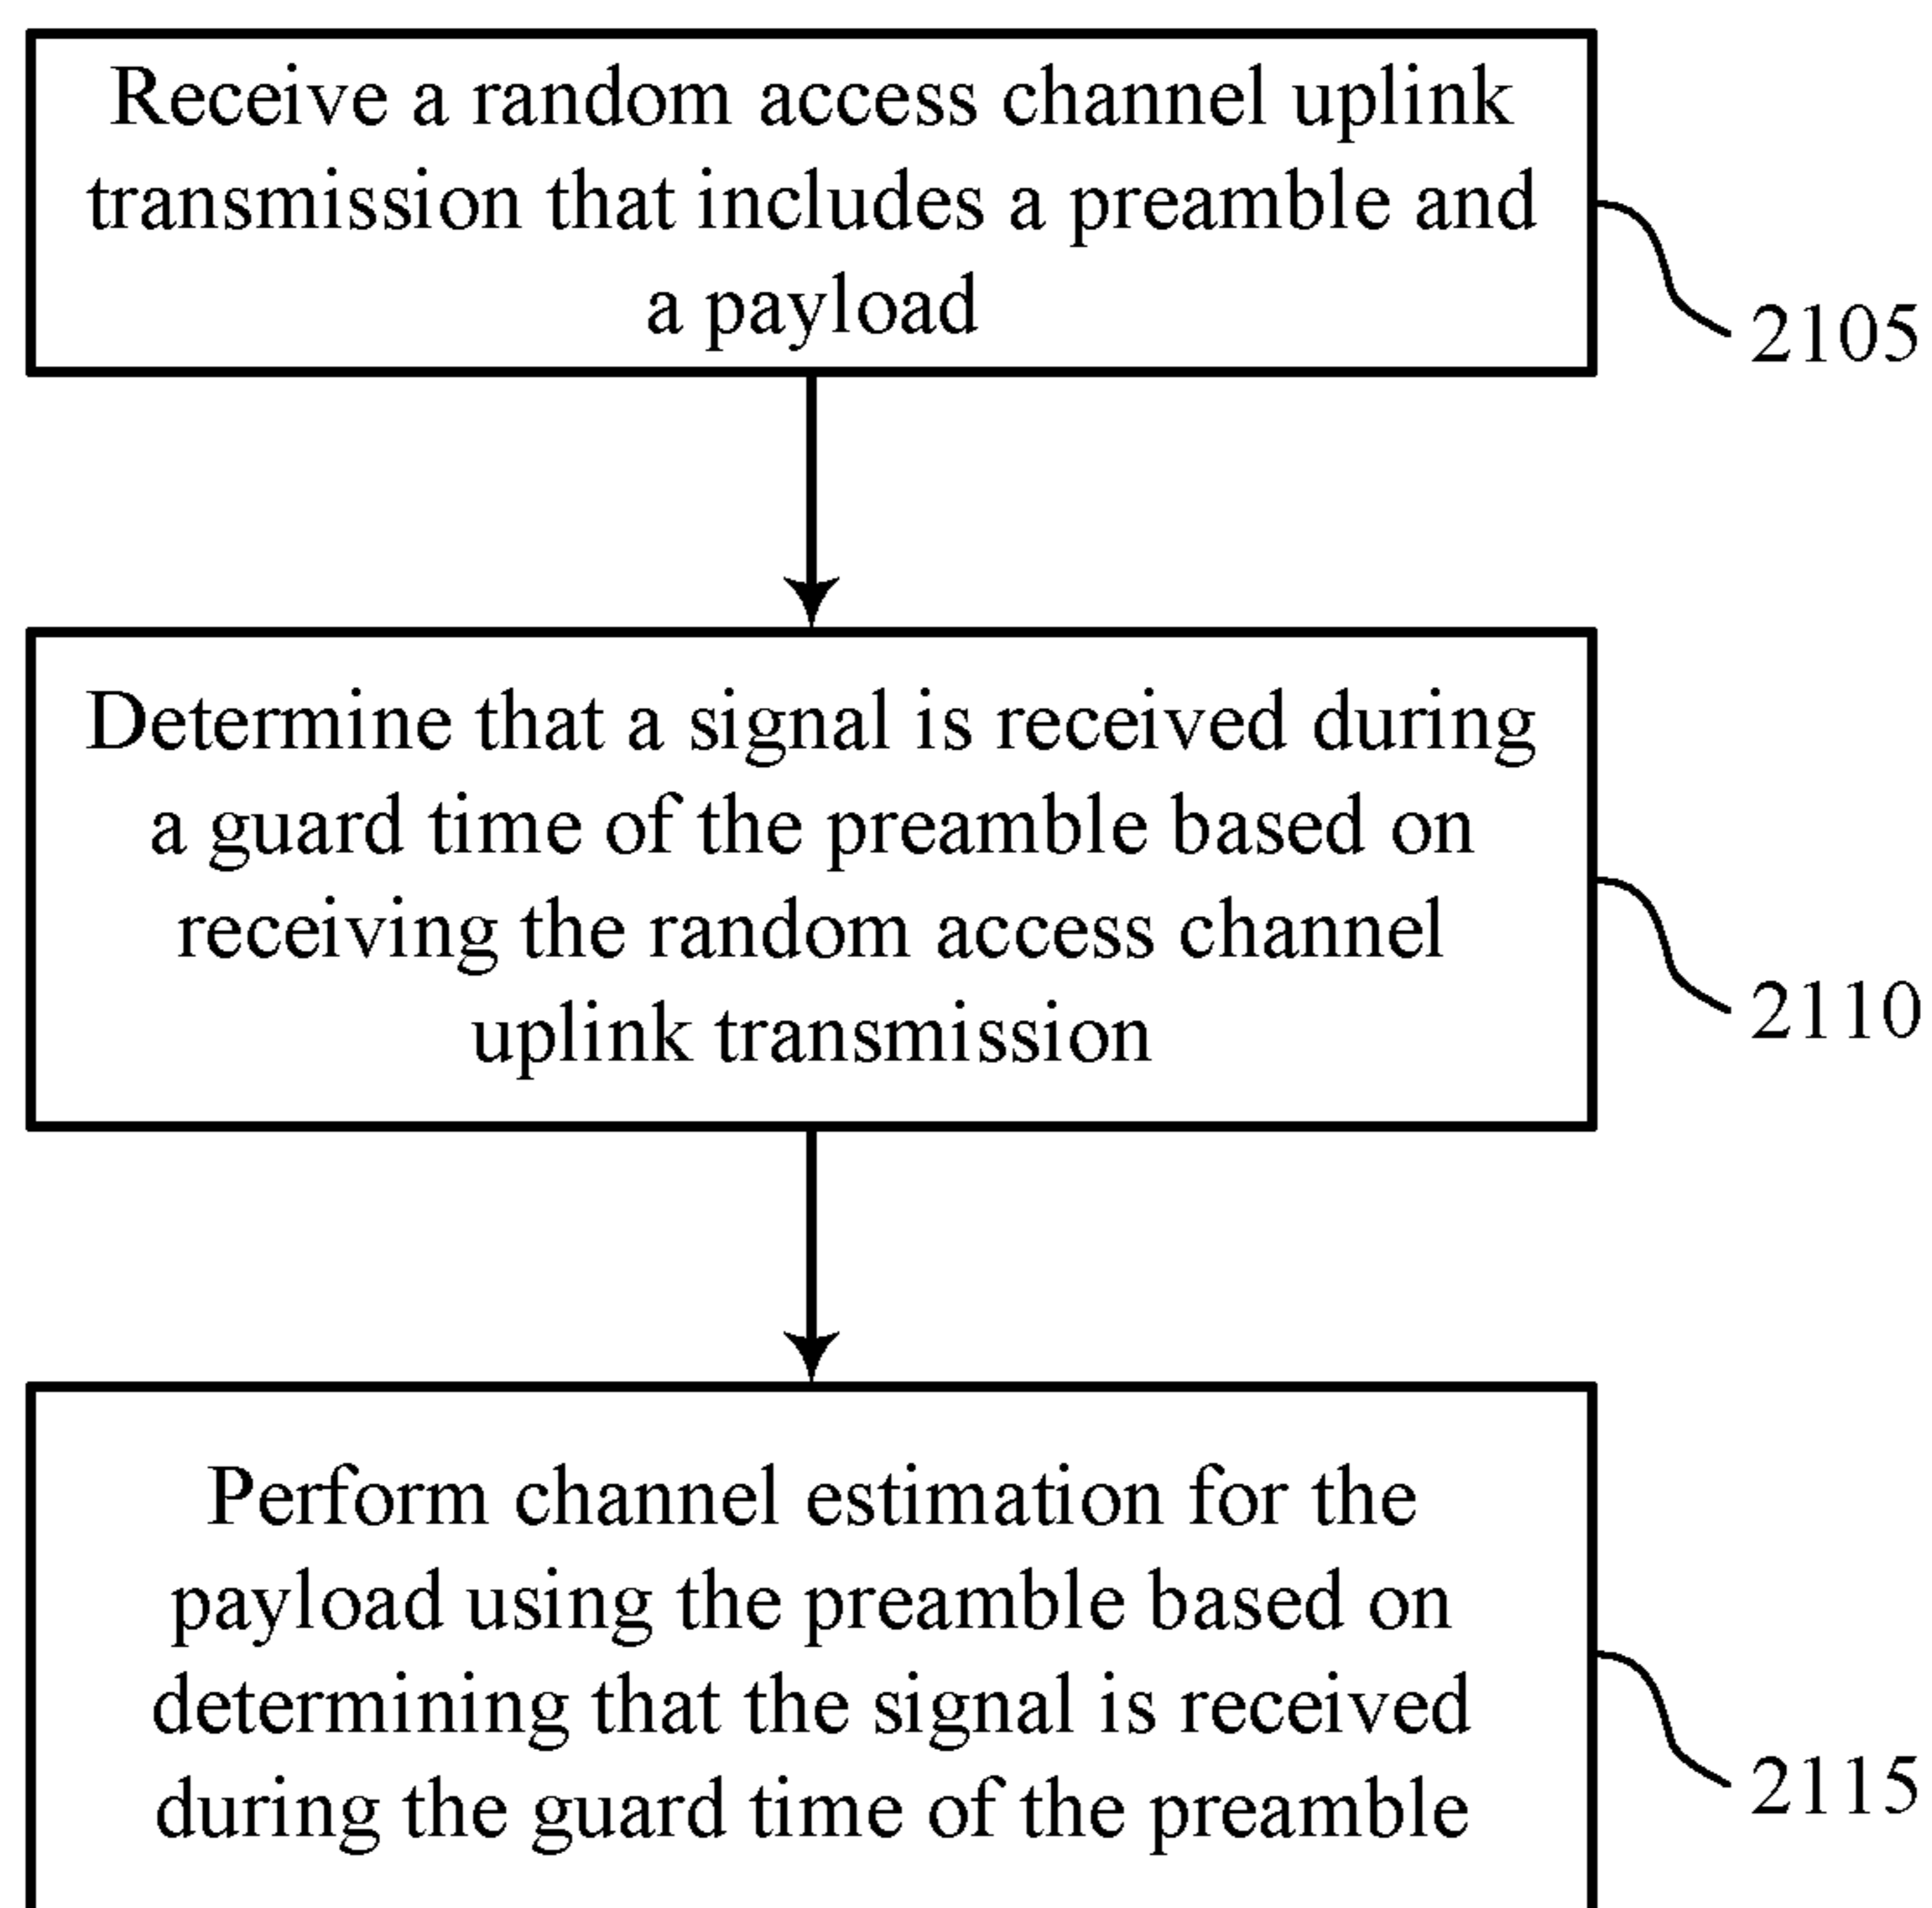 Receive a random access channel uplink
transmission that includes a preamble and
a payload
2105
Determine that a signal is received during
a guard time of the preamble based on
receiving the random access channel
uplink transmission
2110
Perform channel estimation for the
payload using the preamble based on
determining that the signal is received
during the guard time of the preamble
2115